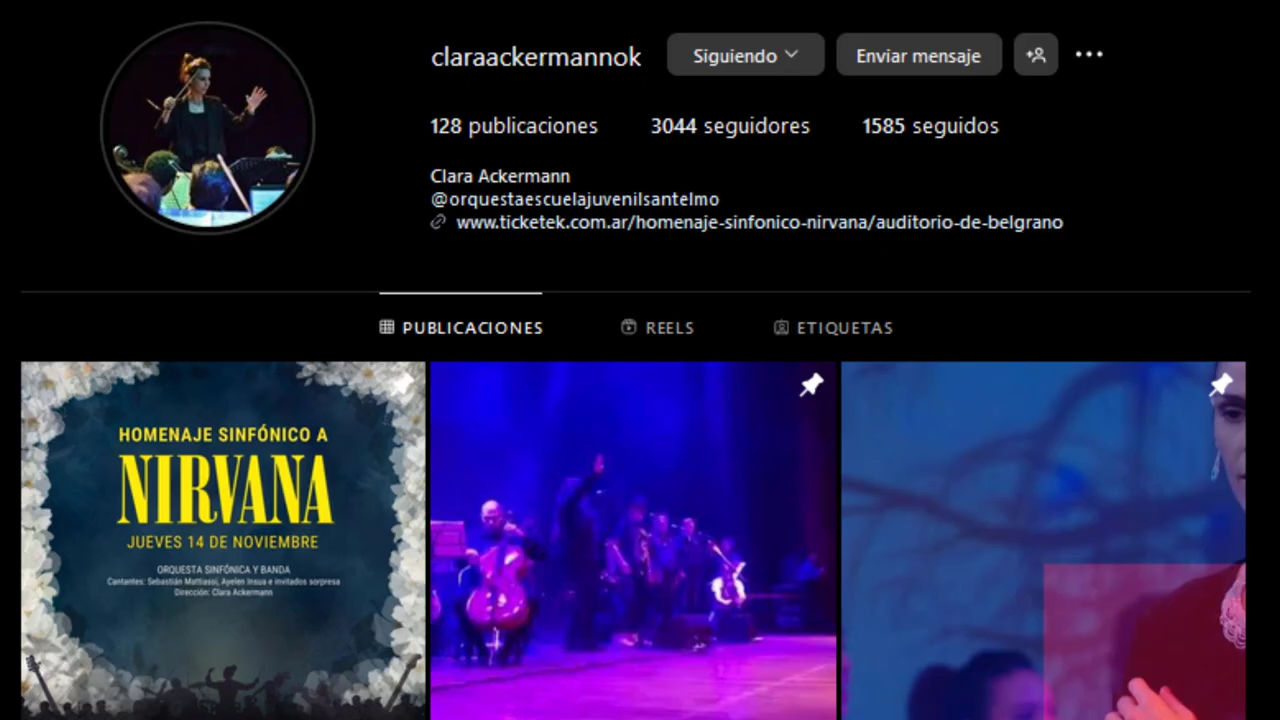 claraackermannok Siguiendo Enviar mensaje
128 publicaciones 3044 seguidores 1585 seguidos
Clara Ackermann
@orquestaescuelajuvenilsantelmo
www.ticketek.com.ar/homenaje-sinfonico-nirvana/auditorio-de-belgrano
PUBLICACIONES REELS ETIQUETAS
HOMENAJE SINFÓNICO A
NIRVANA
JUEVES 14 DE NOVIEMBRE
ORQUESTA SINFÓNICA Y BANDA
Cantantes: Sebastián Mattiassi, Ayelen Insua e invitados sorpresa
Dirección: Clara Ackermann